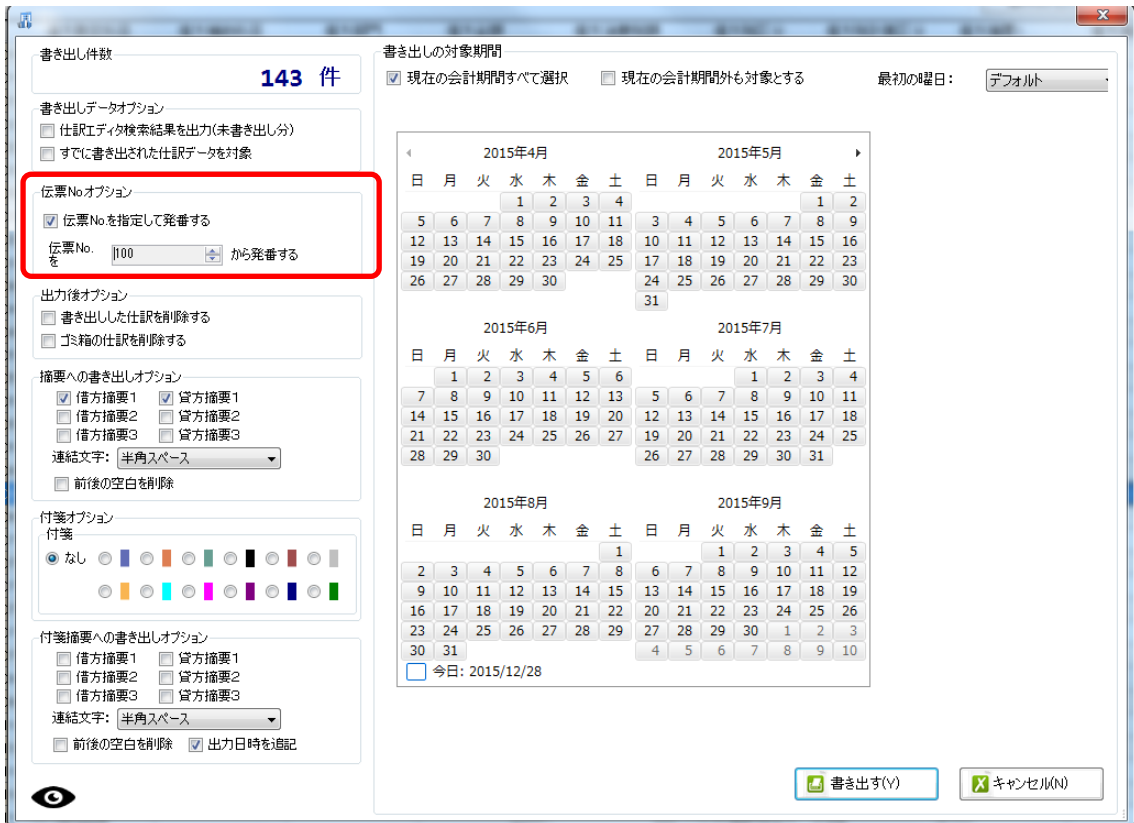 書き出し件数
143 件
書き出しデータオプション
仕訳エディタ検索結果を出力(未書き出し分)
すでに書き出された仕訳データを対象
伝票Noオプション
伝票No.を指定して発番する
伝票No.を 100 から発番する
出力後オプション
書き出しした仕訳を削除する
ゴミ箱の仕訳を削除する
摘要への書き出しオプション
借方摘要1 貸方摘要1
借方摘要2 貸方摘要2
借方摘要3 貸方摘要3
連結文字: 半角スペース
前後の空白を削除
付箋オプション
付箋
なし
付箋摘要への書き出しオプション
借方摘要1 貸方摘要1
借方摘要2 貸方摘要2
借方摘要3 貸方摘要3
連結文字: 半角スペース
前後の空白を削除 出力日時を追記
書き出しの対象期間
現在の会計期間すべて選択 現在の会計期間外も対象とする 最初の曜日: デフォルト
2015年4月 2015年5月
日 月 火 水 木 金 土 日 月 火 水 木 金 土
1 2 3 4 1 2
5 6 7 8 9 10 11 3 4 5 6 7 8 9
12 13 14 15 16 17 18 10 11 12 13 14 15 16
19 20 21 22 23 24 25 17 18 19 20 21 22 23
26 27 28 29 30 24 25 26 27 28 29 30
31
2015年6月 2015年7月
日 月 火 水 木 金 土 日 月 火 水 木 金 土
1 2 3 4 5 6 1 2 3 4
7 8 9 10 11 12 13 5 6 7 8 9 10 11
14 15 16 17 18 19 20 12 13 14 15 16 17 18
21 22 23 24 25 26 27 19 20 21 22 23 24 25
28 29 30 26 27 28 29 30 31
2015年8月 2015年9月
日 月 火 水 木 金 土 日 月 火 水 木 金 土
1 1 2 3 4 5
2 3 4 5 6 7 8 6 7 8 9 10 11 12
9 10 11 12 13 14 15 13 14 15 16 17 18 19
16 17 18 19 20 21 22 20 21 22 23 24 25 26
23 24 25 26 27 28 29 27 28 29 30 1 2 3
30 31 4 5 6 7 8 9 10
今日: 2015/12/28
書き出す(Y) キャンセル(N)